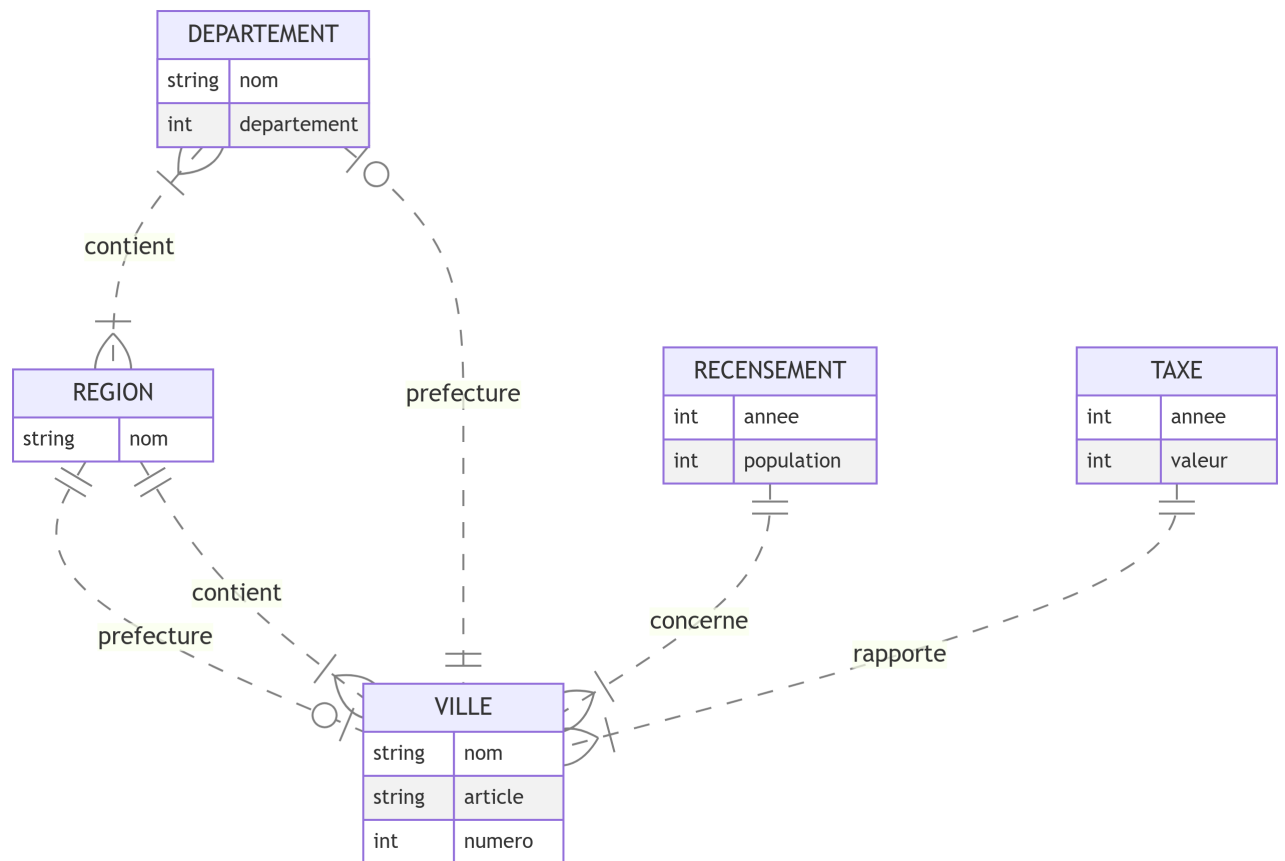 DEPARTEMENT
string nom
int departement
contient
prefecture
REGION
string nom
RECENSEMENT
int annee
int population
TAXE
int annee
int valeur
contient
prefecture
concerne
rapporte
VILLE
string nom
string article
int numero